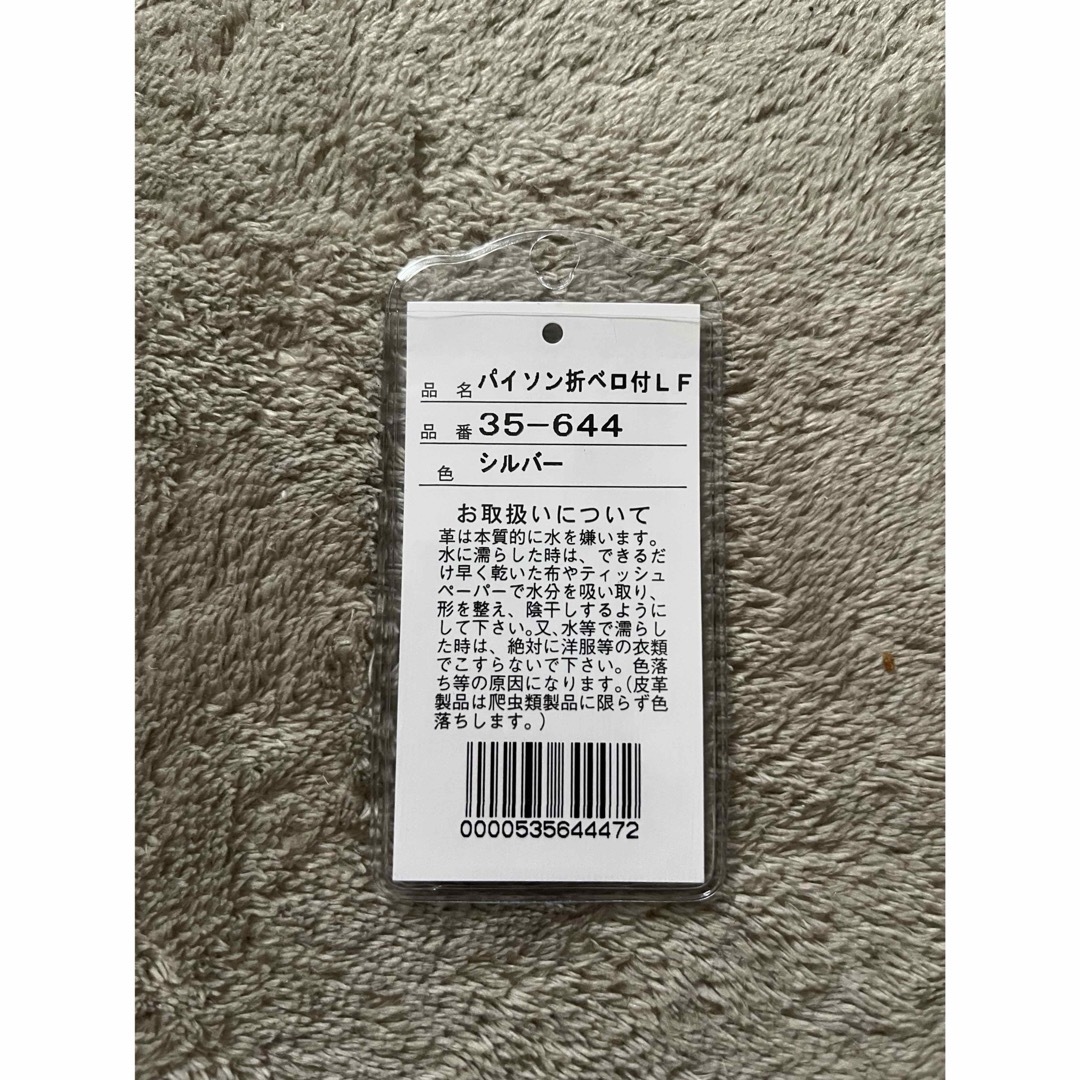 品 名 パイソン折ベロ付ＬＦ
品 番 35-644
色 シルバー
お取扱いについて
革は本質的に水を嫌います。
水に濡らした時は、できるだ
け早く乾いた布やティッシュ
ペーパーで水分を吸い取り、
形を整え、陰干しするように
して下さい。又、水等で濡らし
た時は、絶対に洋服等の衣類
でこすらないで下さい。色落
ち等の原因になります。(皮革
製品は爬虫類製品に限らず色
落ちします。)
0000535644472